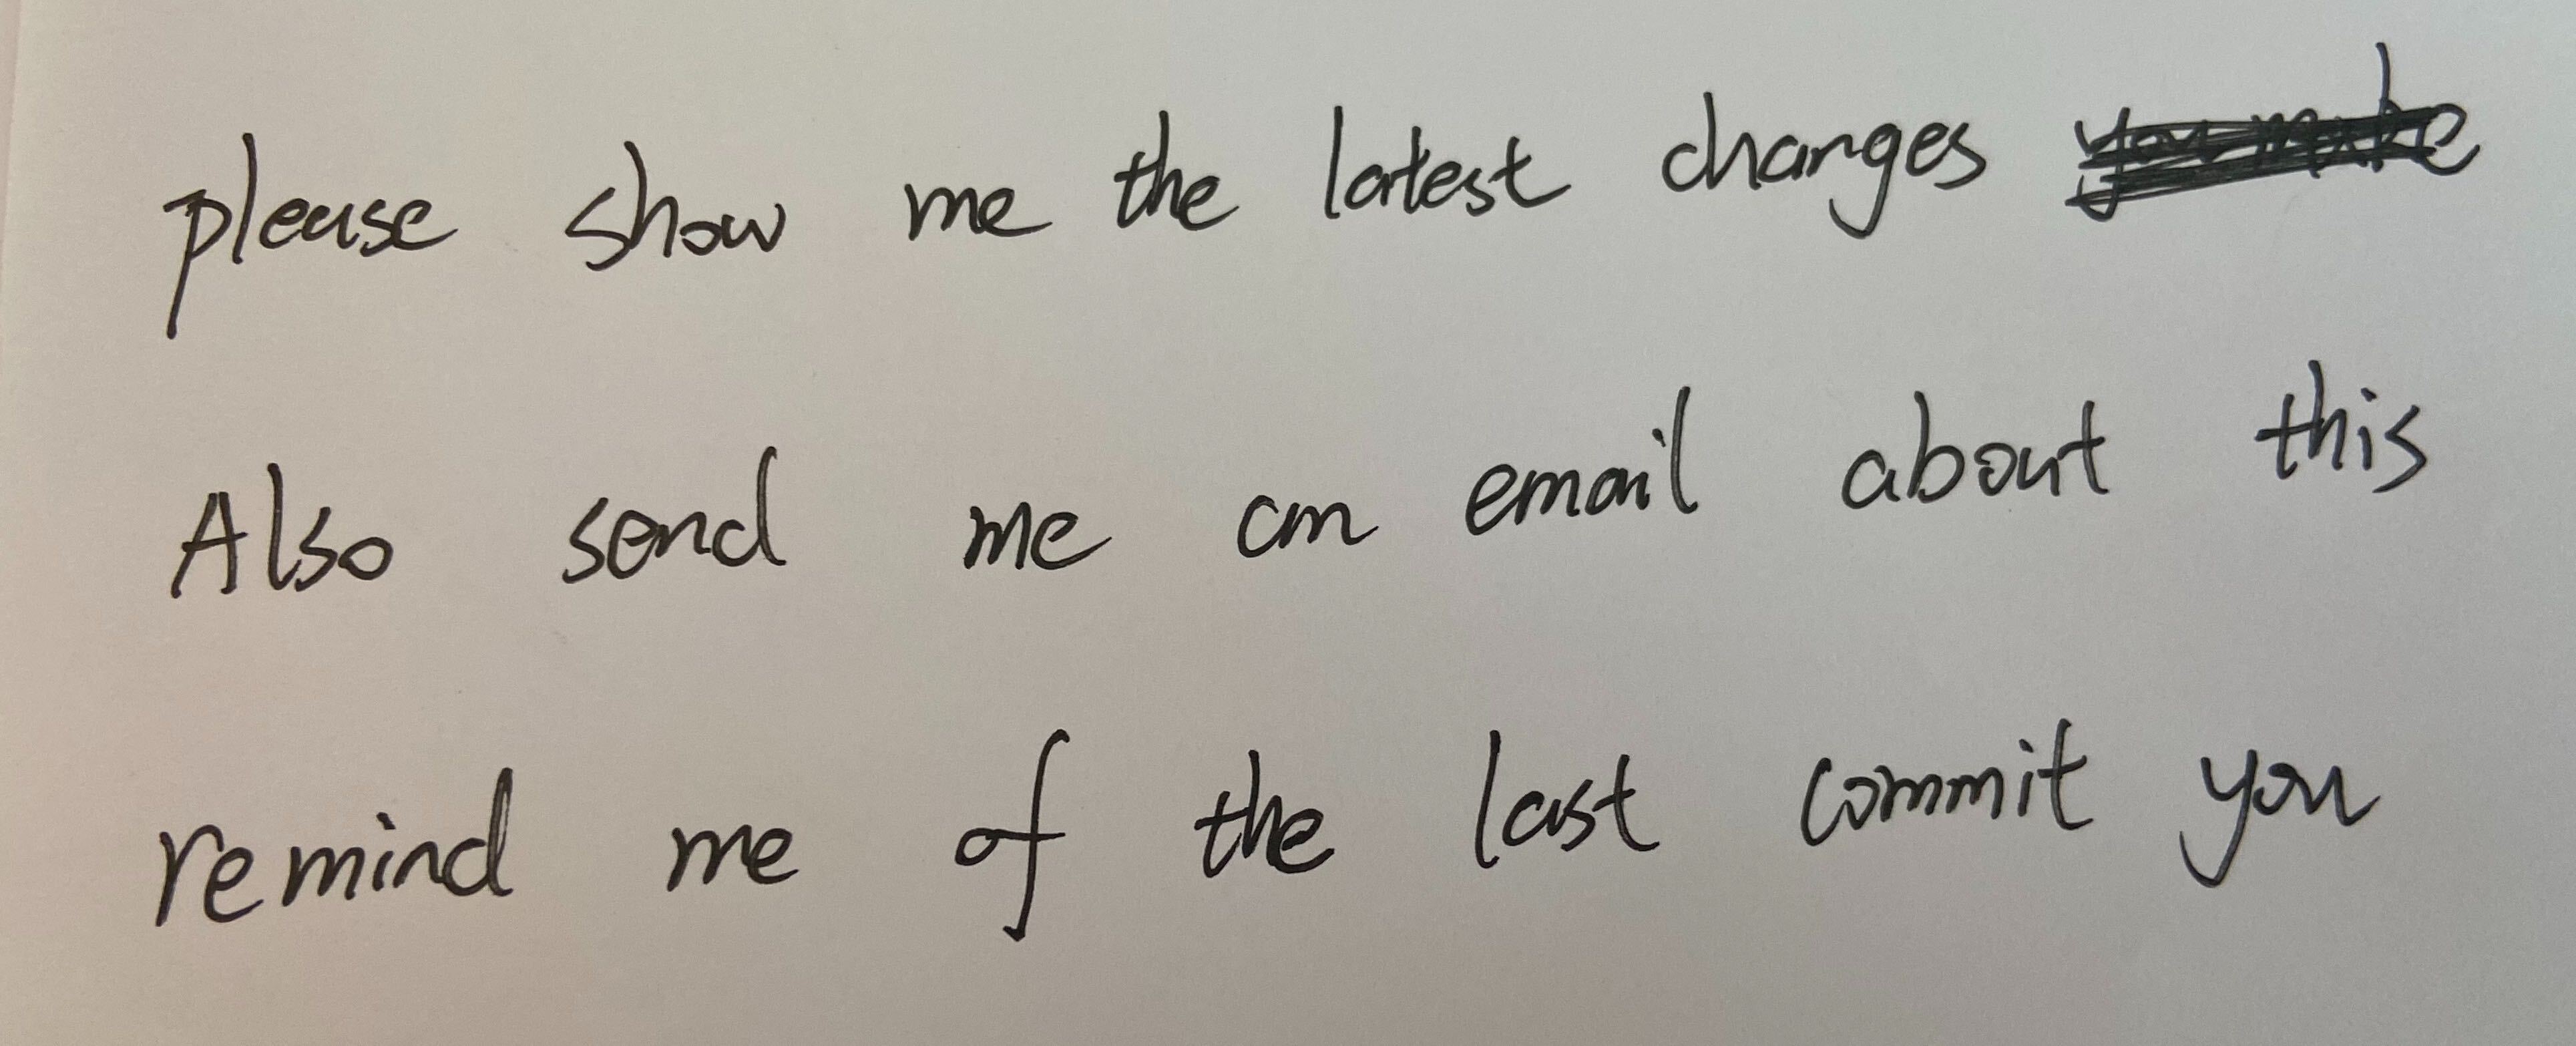 please show me the latest changes
Also send me an email about this
remind me of the last commit you